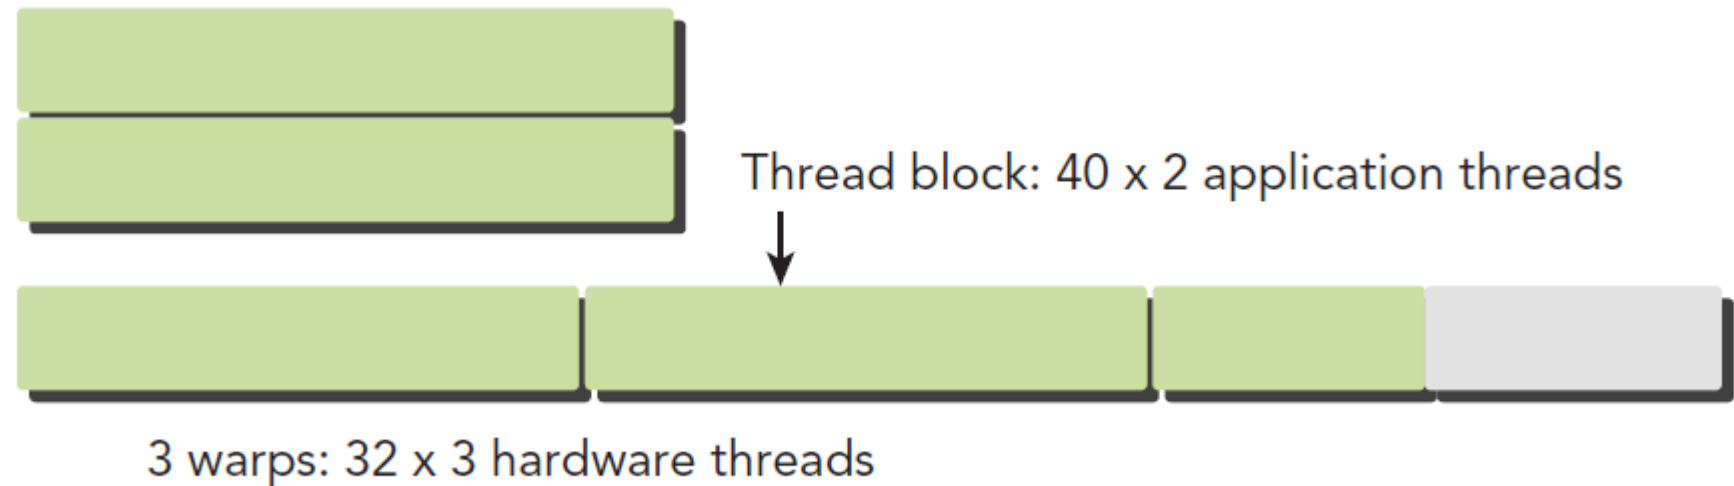 Thread block: 40 x 2 application threads
3 warps: 32 x 3 hardware threads